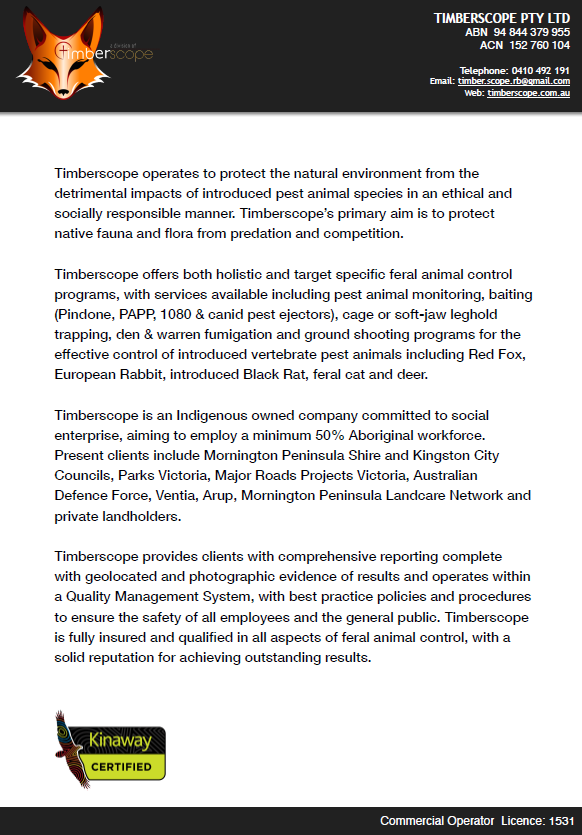 TIMBERSCOPE PTY LTD
ABN 94 844 379 955
ACN 152 760 104
a division of
timberscope
Telephone: 0410 492 191
Email: timber.scope.rb@gmail.com
Web: timberscope.com.au
Timberscope operates to protect the natural environment from the
detrimental impacts of introduced pest animal species in an ethical and
socially responsible manner. Timberscope's primary aim is to protect
native fauna and flora from predation and competition.
Timberscope offers both holistic and target specific feral animal control
programs, with services available including pest animal monitoring, baiting
(Pindone, PAPP, 1080 & canid pest ejectors), cage or soft-jaw leghold
trapping, den & warren fumigation and ground shooting programs for the
effective control of introduced vertebrate pest animals including Red Fox,
European Rabbit, introduced Black Rat, feral cat and deer.
Timberscope is an Indigenous owned company committed to social
enterprise, aiming to employ a minimum 50% Aboriginal workforce.
Present clients include Mornington Peninsula Shire and Kingston City
Councils, Parks Victoria, Major Roads Projects Victoria, Australian
Defence Force, Ventia, Arup, Mornington Peninsula Landcare Network and
private landholders.
Timberscope provides clients with comprehensive reporting complete
with geolocated and photographic evidence of results and operates within
a Quality Management System, with best practice policies and procedures
to ensure the safety of all employees and the general public. Timberscope
is fully insured and qualified in all aspects of feral animal control, with a
solid reputation for achieving outstanding results.
Kinaway
CERTIFIED
Commercial Operator Licence: 1531